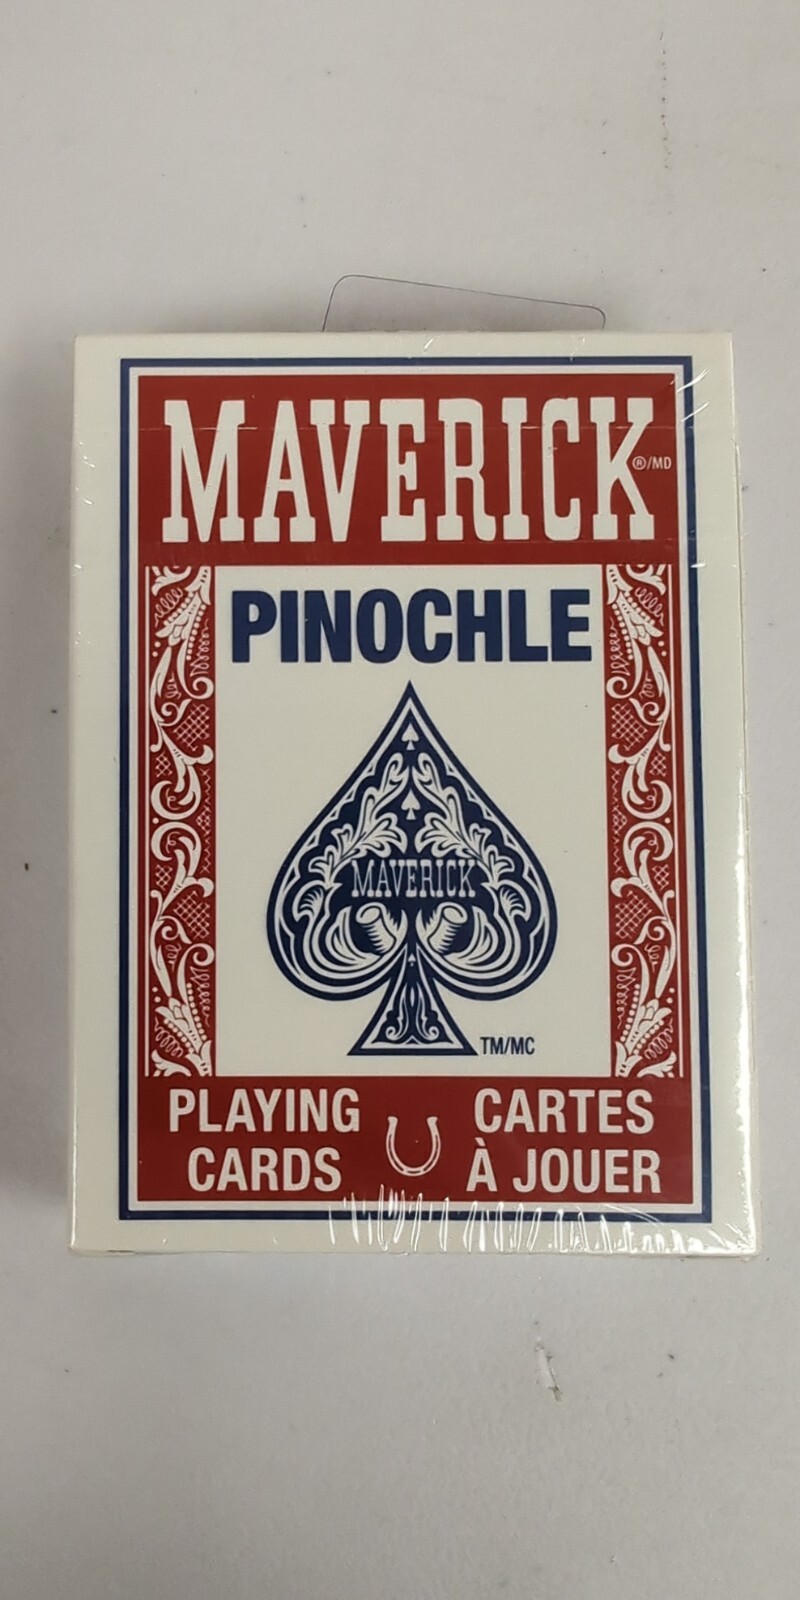 MAVERICK
®/MD
PINOCHLE
MAVERICK
TM/MC
PLAYING
CARDS
CARTES
À JOUER